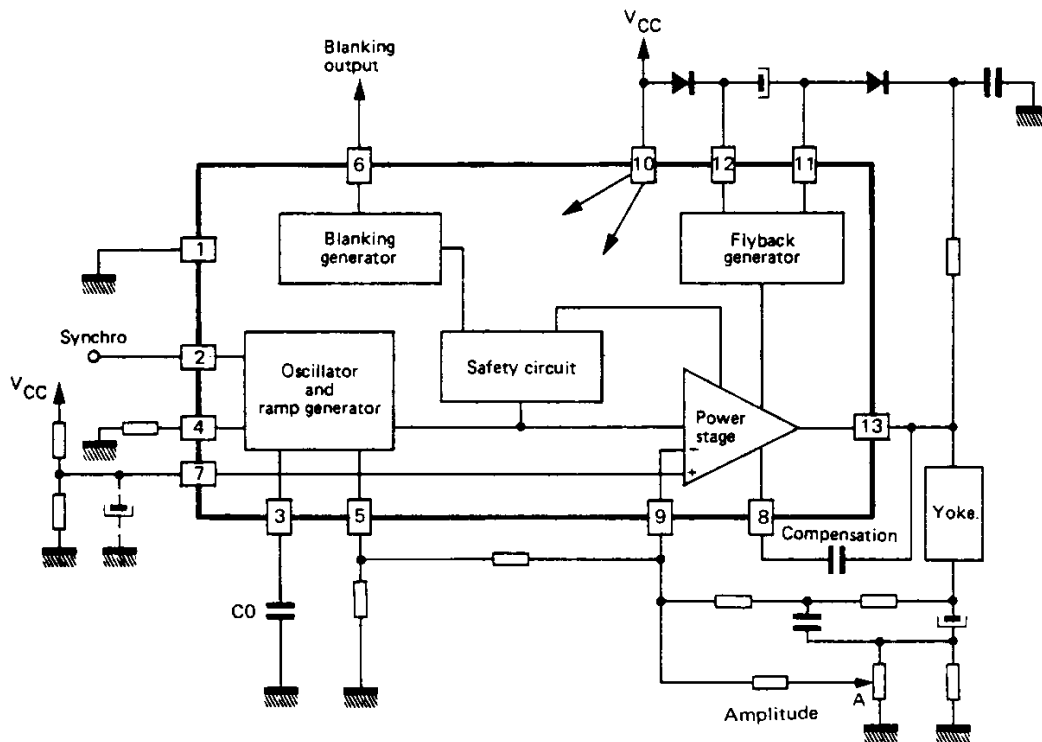 VCC
Blanking
output
6
10
12
11
1
Blanking
generator
Flyback
generator
Synchro
2
Oscillator
and
ramp generator
Safety circuit
VCC
4
Power
stage
−
+
13
7
3
5
9
8
Compensation
Yoke.
C0
A
Amplitude